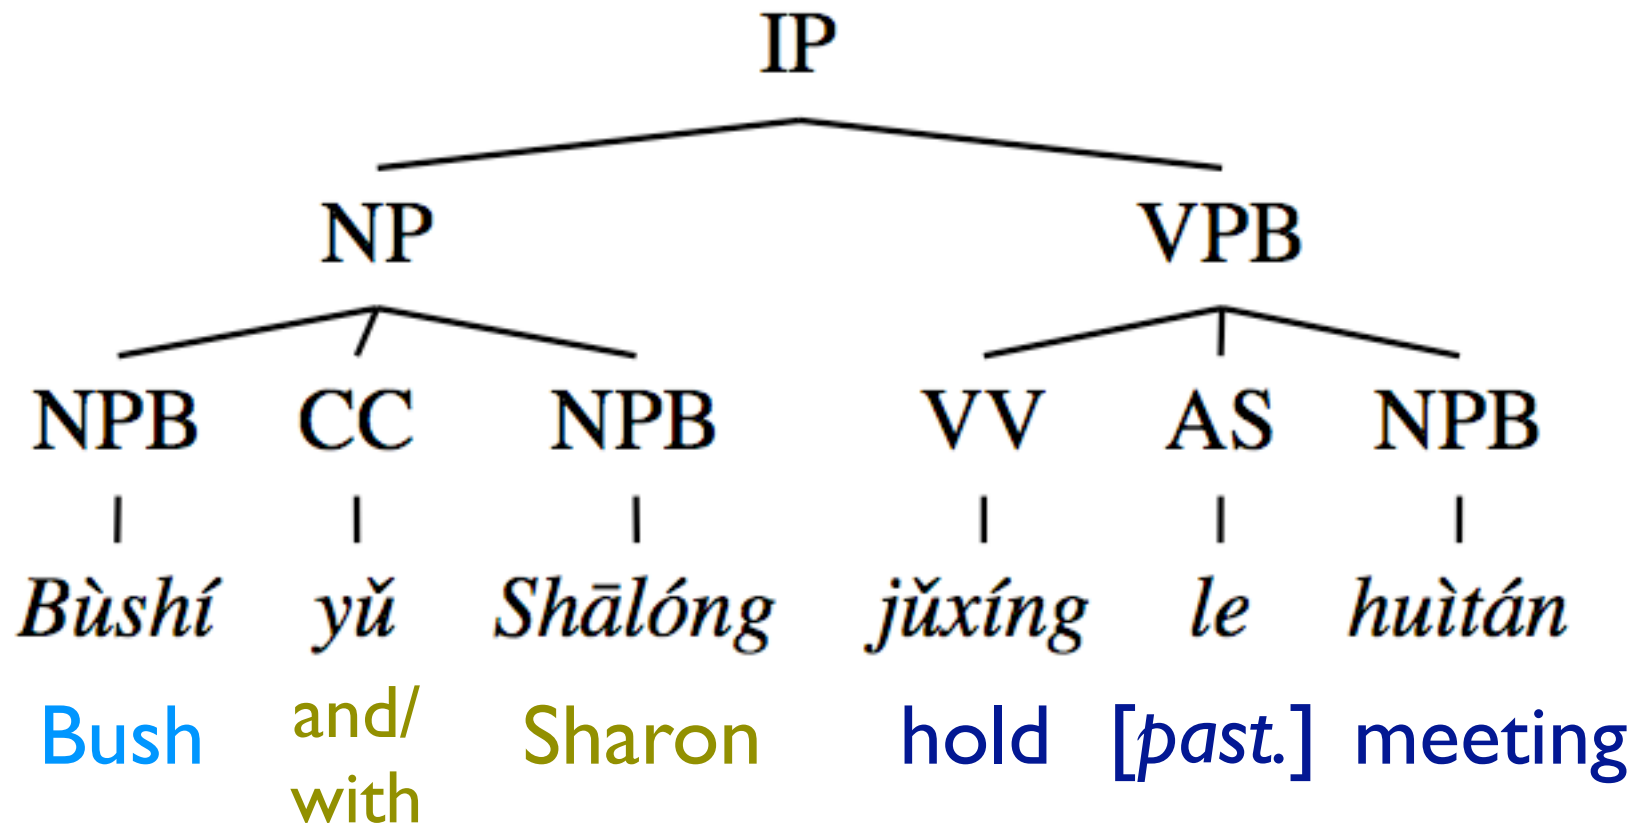 IP
NP VPB
NPB CC NPB VV AS NPB
Bùshí yǔ Shālóng jǔxíng le huìtán
Bush and/ Sharon hold [past.] meeting
with